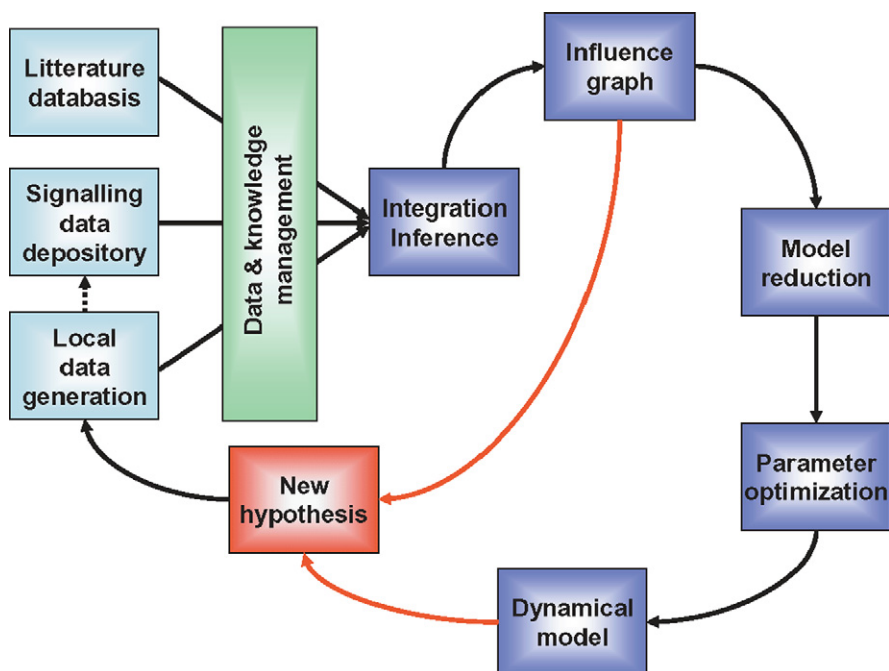 Litterature
databasis
Signalling
data
depository
Local
data
generation
Data & knowledge
management
Integration
Inference
Influence
graph
Model
reduction
Parameter
optimization
Dynamical
model
New
hypothesis